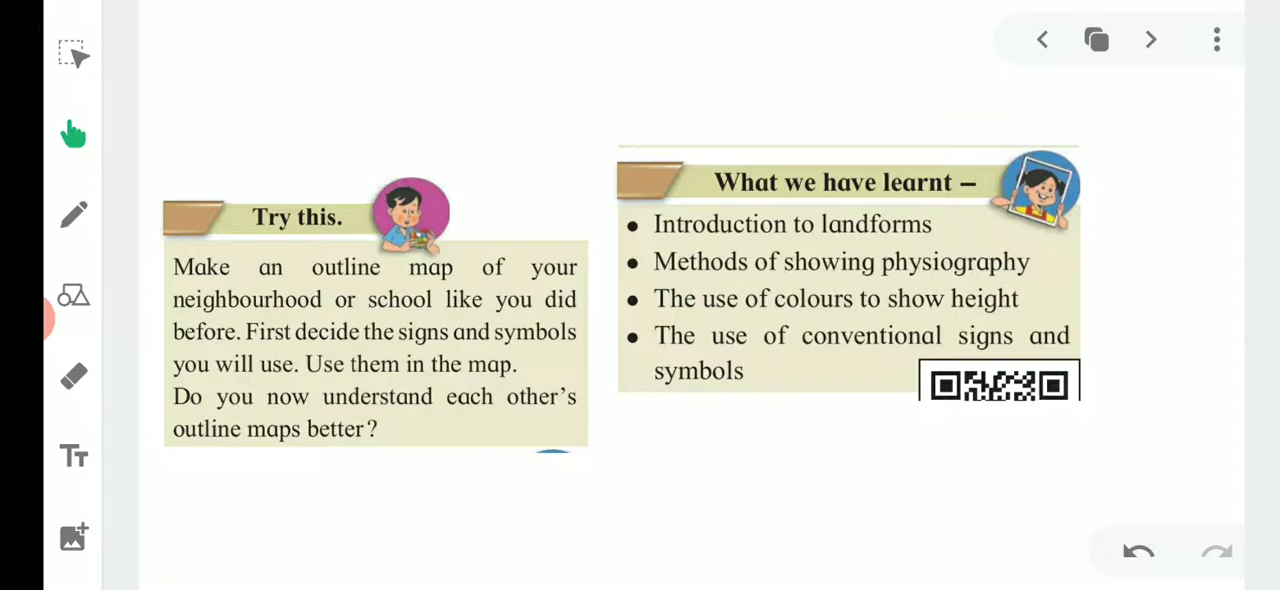 Try this.
Make an outline map of your
neighbourhood or school like you did
before. First decide the signs and symbols
you will use. Use them in the map.
Do you now understand each other's
outline maps better?
What we have learnt –
• Introduction to landforms
• Methods of showing physiography
• The use of colours to show height
• The use of conventional signs and
symbols
TT